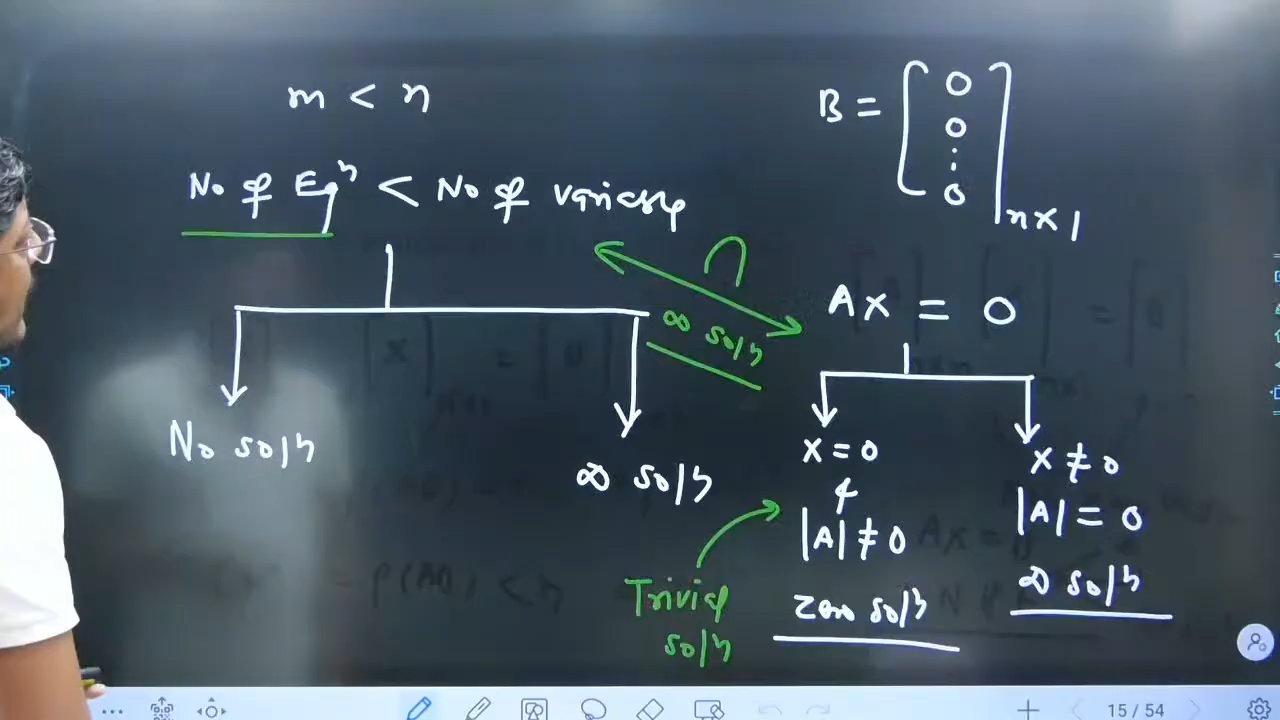 m < n
No of Eqⁿ < No of variable
No solⁿ
∞ solⁿ
B = [ 0 0 ⋮ 0 ] n×1
∞ solⁿ
AX = 0
X = 0
&
|A| ≠ 0
Zero solⁿ
X ≠ 0
|A| = 0
∞ solⁿ
Trivial
solⁿ
15 / 54